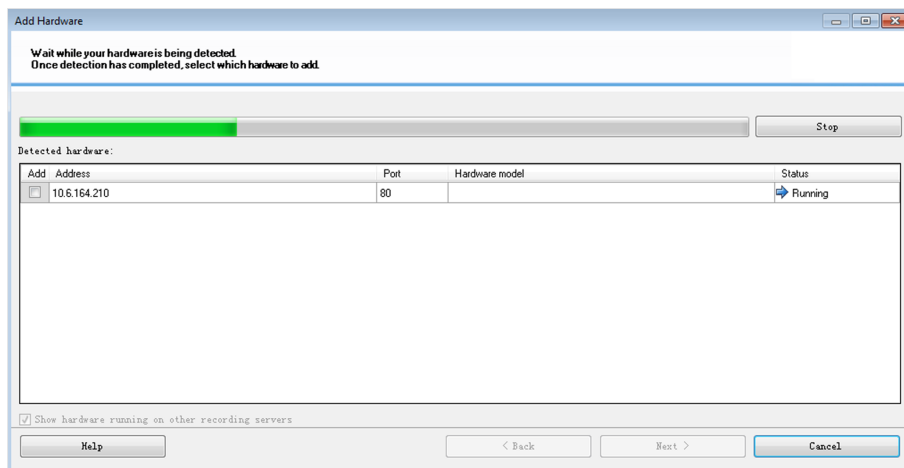 Add Hardware
Wait while your hardware is being detected.
Once detection has completed, select which hardware to add.
Stop
Detected hardware:
Add Address Port Hardware model Status
10.6.164.210 80 Running
Show hardware running on other recording servers
Help < Back Next > Cancel